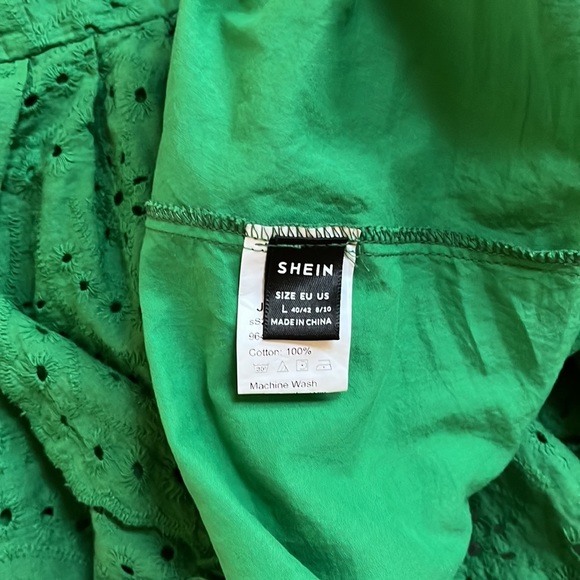 SHEIN
SIZE EU US
L 40/42 8/10
MADE IN CHINA
Cotton: 100%
Machine Wash